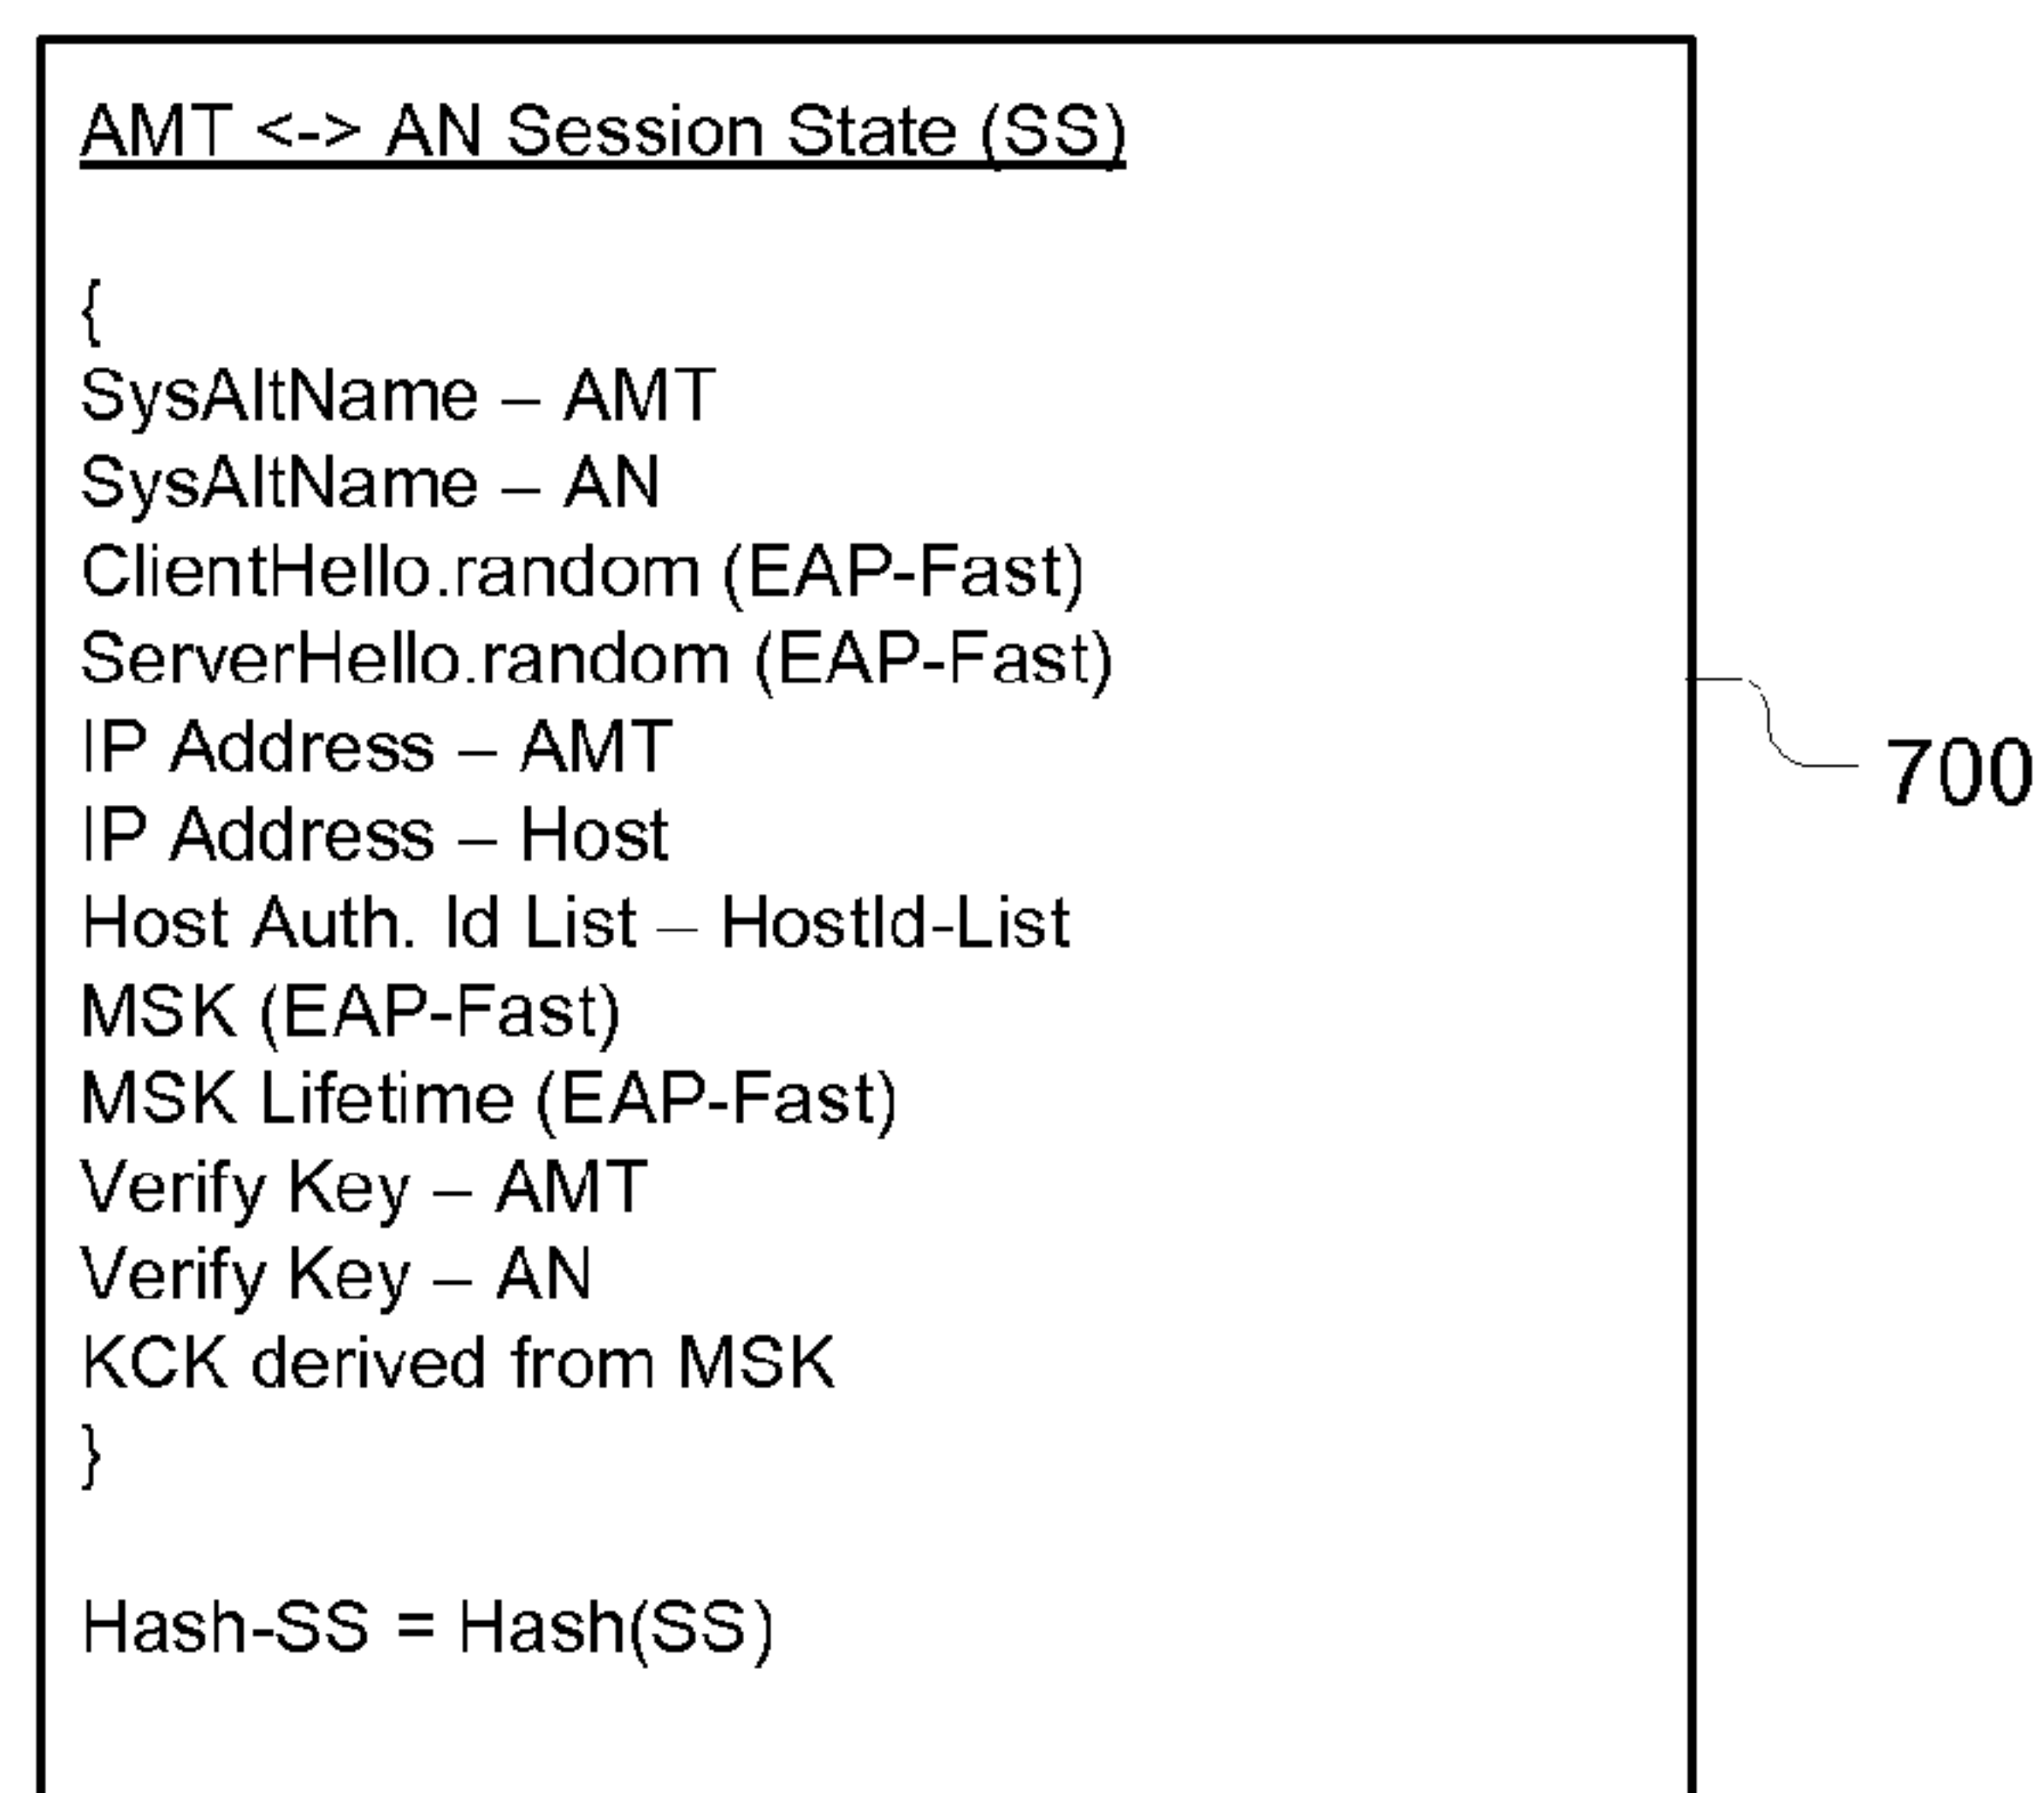 AMT <-> AN Session State (SS)
{
SysAltName – AMT
SysAltName – AN
ClientHello.random (EAP-Fast)
ServerHello.random (EAP-Fast)
IP Address – AMT
IP Address – Host
Host Auth. Id List – HostId-List
MSK (EAP-Fast)
MSK Lifetime (EAP-Fast)
Verify Key – AMT
Verify Key – AN
KCK derived from MSK
}
Hash-SS = Hash(SS)
700